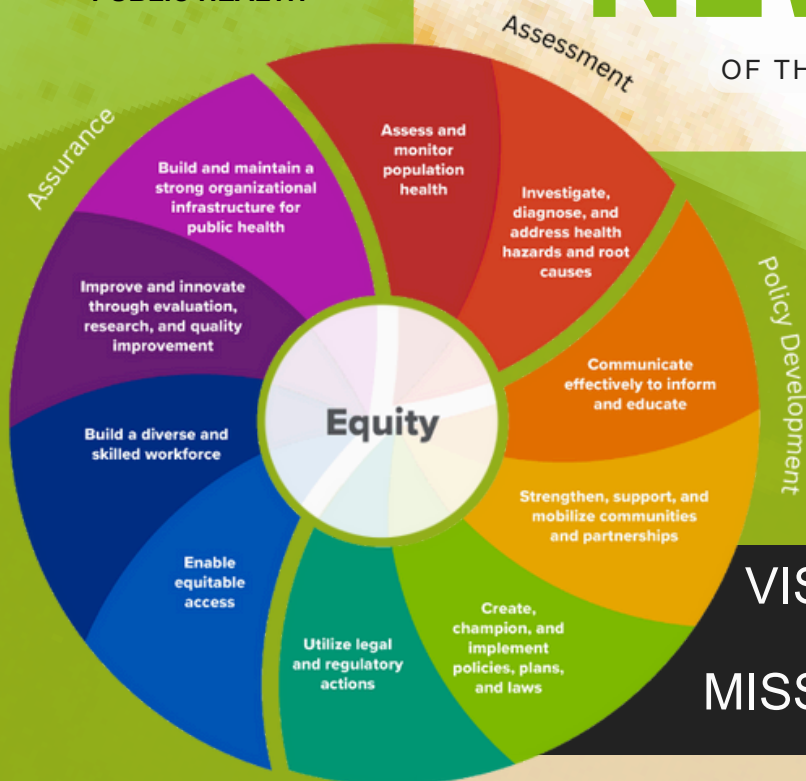 PUBLIC HEALTH
NEW
OF TH
Assessment
Assurance
Policy Development
Assess and
monitor
population
health
Investigate,
diagnose, and
address health
hazards and root
causes
Communicate
effectively to inform
and educate
Strengthen, support, and
mobilize communities
and partnerships
Create,
champion, and
implement
policies, plans,
and laws
Utilize legal
and regulatory
actions
Enable
equitable
access
Build a diverse and
skilled workforce
Improve and innovate
through evaluation,
research, and quality
improvement
Build and maintain a
strong organizational
infrastructure for
public health
Equity
VIS
MISS